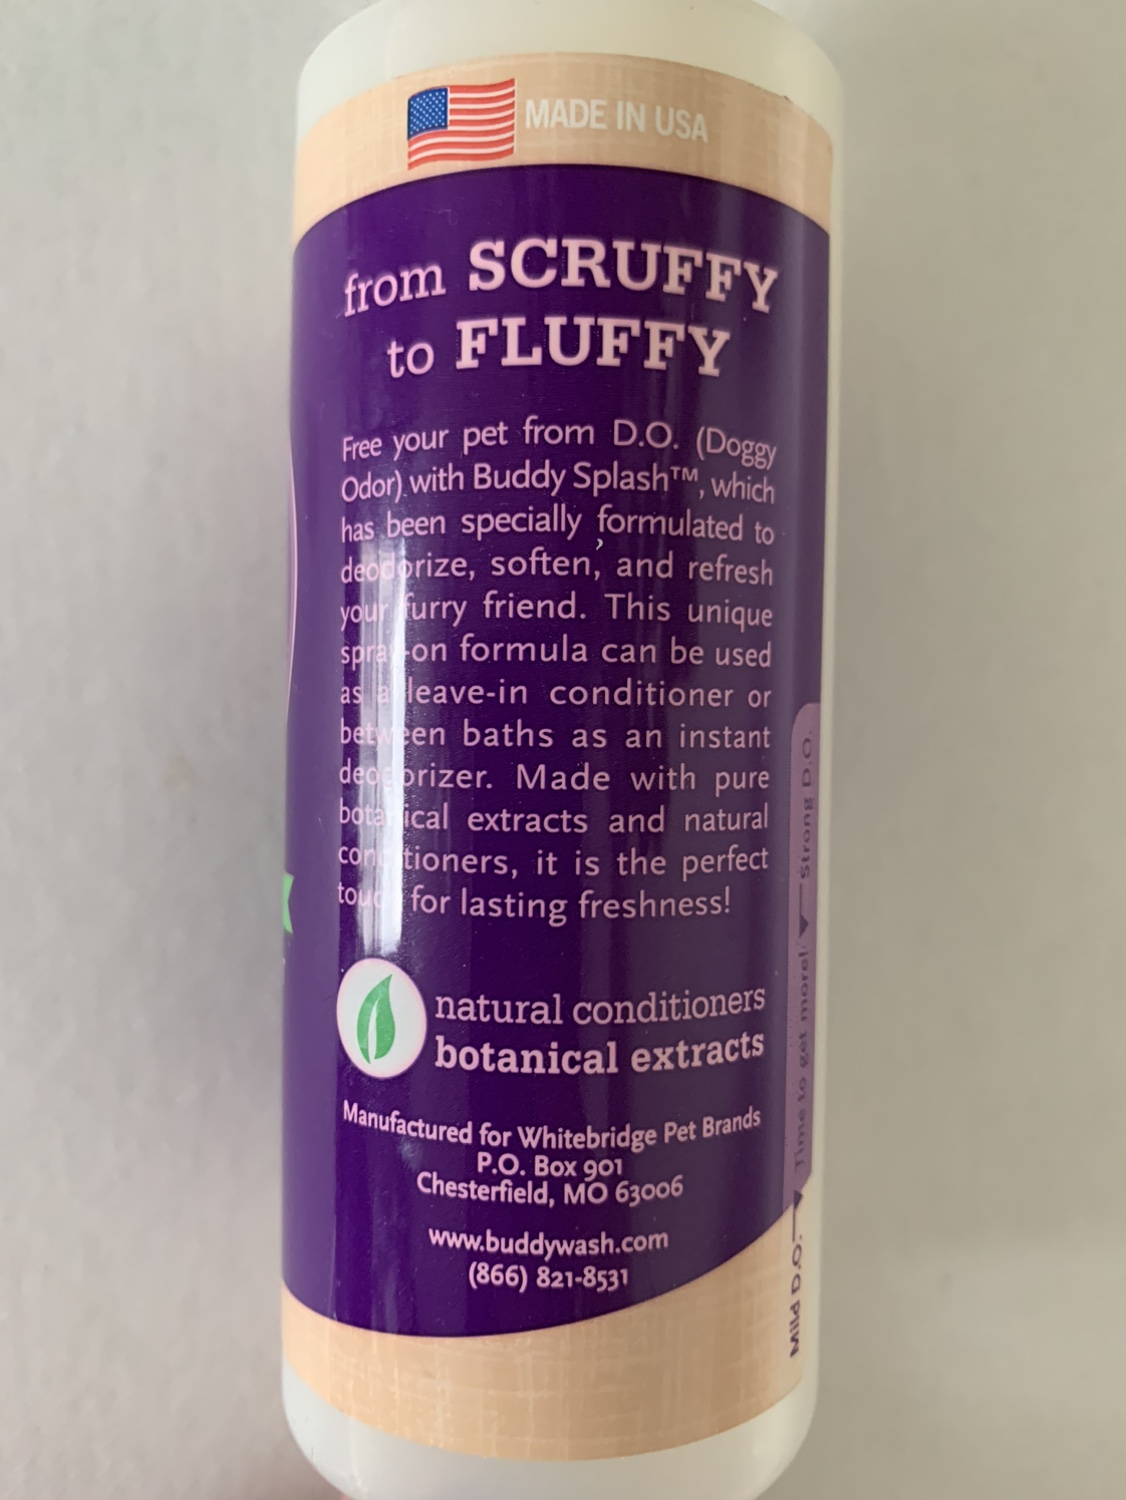 MADE IN USA
from SCRUFFY
to FLUFFY
Free your pet from D.O. (Doggy
Odor) with Buddy Splash™, which
has been specially formulated to
deodorize, soften, and refresh
your furry friend. This unique
spray-on formula can be used
as a leave-in conditioner or
between baths as an instant
deodorizer. Made with pure
botanical extracts and natural
conditioners, it is the perfect
touch for lasting freshness!
natural conditioners
botanical extracts
Manufactured for Whitebridge Pet Brands
P.O. Box 901
Chesterfield, MO 63006
www.buddywash.com
(866) 821-8531
Mild D.O. Time to get more! Strong D.O.